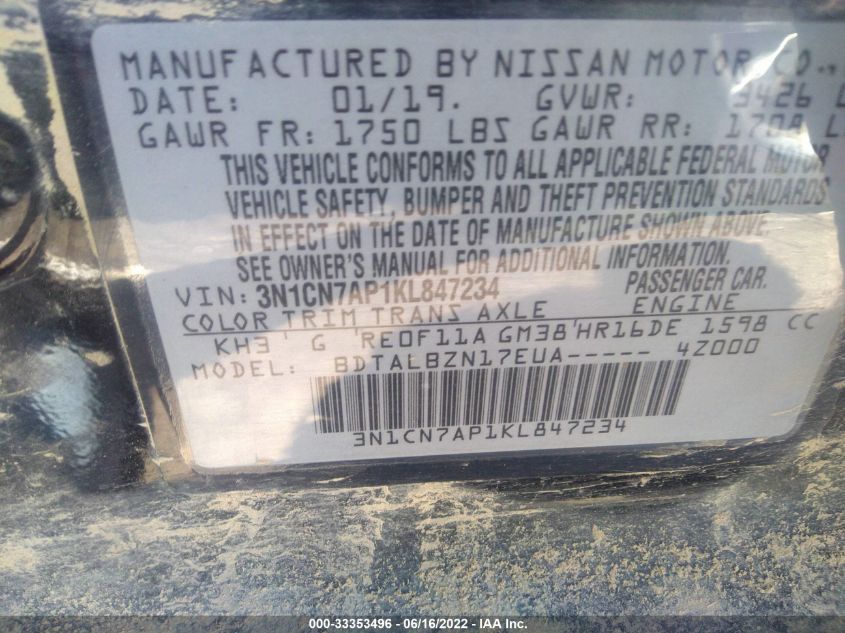 MANUFACTURED BY NISSAN MOTOR CO.,
DATE: 01/19. GVWR: 3426 L
GAWR FR: 1750 LBS GAWR RR: 1708 L
THIS VEHICLE CONFORMS TO ALL APPLICABLE FEDERAL MOTOR
VEHICLE SAFETY, BUMPER AND THEFT PREVENTION STANDARDS
IN EFFECT ON THE DATE OF MANUFACTURE SHOWN ABOVE.
SEE OWNER'S MANUAL FOR ADDITIONAL INFORMATION.
VIN: 3N1CN7AP1KL847234 PASSENGER CAR.
COLOR TRIM TRANS AXLE ENGINE
KH3 ' G 'RE0F11A GM38'HR16DE 1598 CC
MODEL: BDTALBZN17EUA----- 4Z000
3N1CN7AP1KL847234
000-33353496 - 06/16/2022 - IAA Inc.